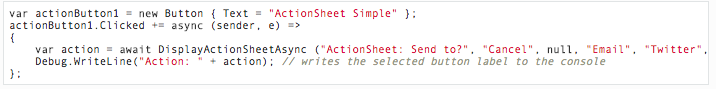 var actionButton1 = new Button { Text = "ActionSheet Simple" };
actionButton1.Clicked += async (sender, e) =>
{
var action = await DisplayActionSheetAsync ("ActionSheet: Send to?", "Cancel", null, "Email", "Twitter",
Debug.WriteLine("Action: " + action); // writes the selected button label to the console
};